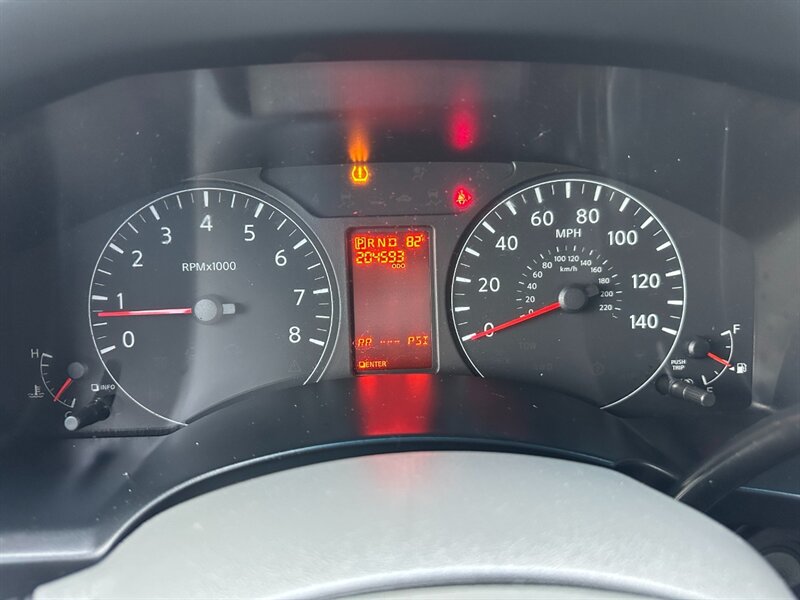 P R N D 82°
204593
ODO
RR --- PSI
ENTER
0 1 2 3 4 5 6 7 8
RPMx1000
0 20 40 60 80 100 120 140
MPH
0 20 40 60 80 100 120 140 160 180 200 220
km/h
H
C
INFO
PUSH
TRIP
F
E